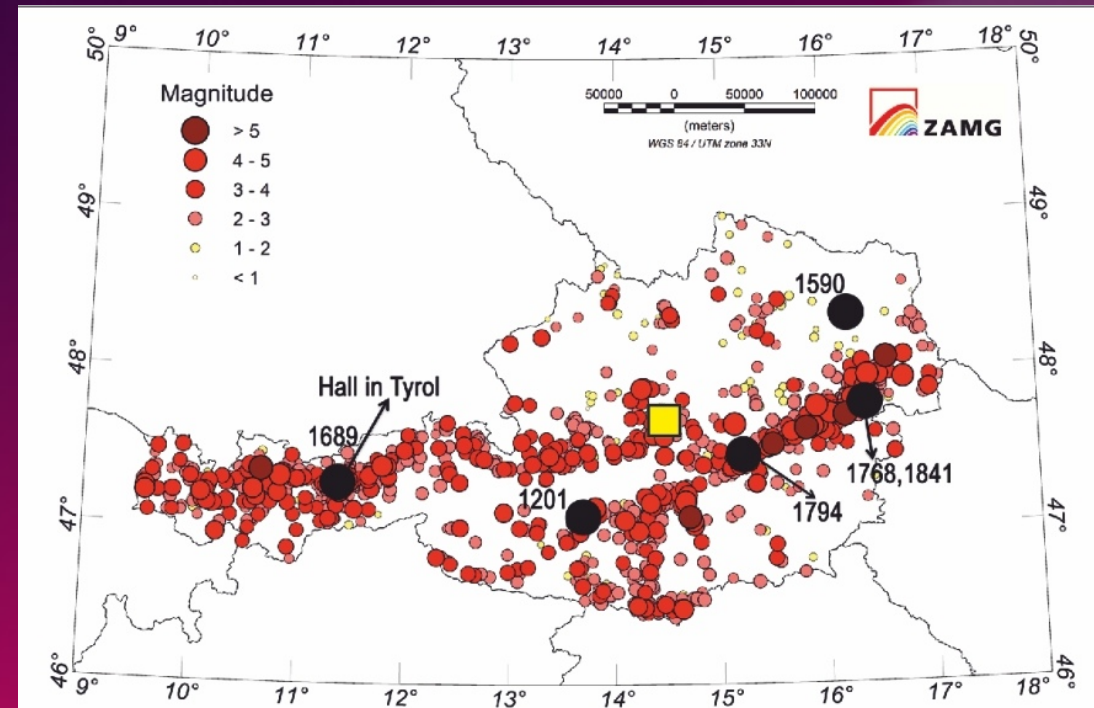 9° 10° 11° 12° 13° 14° 15° 16° 17° 18°
50° 50°
Magnitude
> 5
4 - 5
3 - 4
2 - 3
1 - 2
< 1
50000 0 50000 100000
(meters)
WGS 84 / UTM zone 33N
ZAMG
49° 49°
1590
48° 48°
Hall in Tyrol
1689
1768,1841
1201
1794
47° 47°
46° 46°
9° 10° 11° 12° 13° 14° 15° 16° 17° 18°